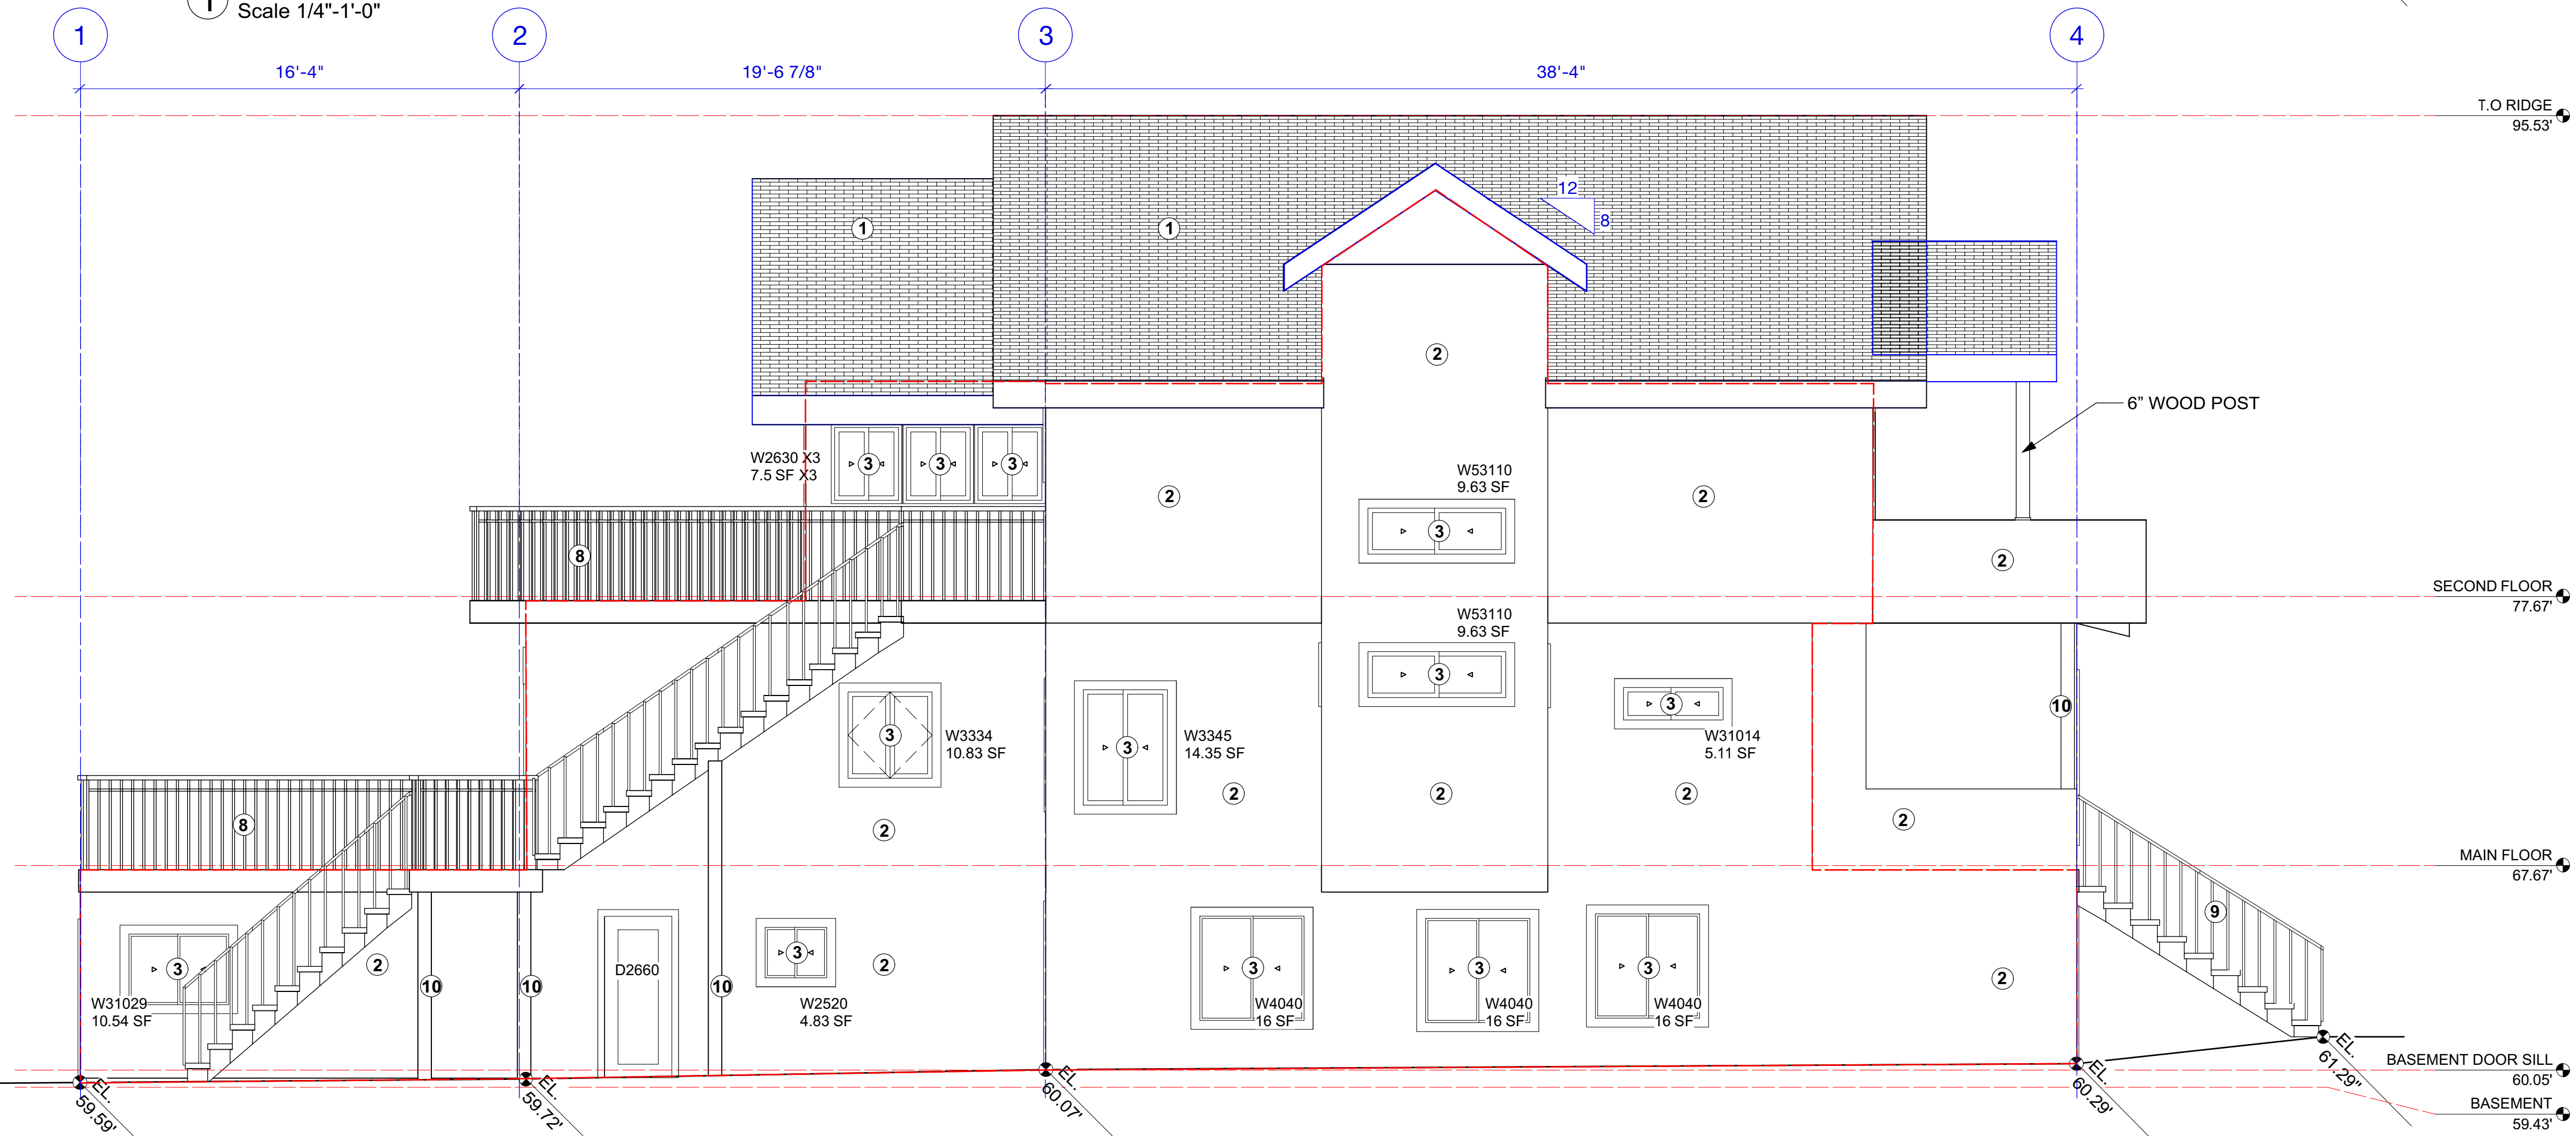 1
Scale 1/4"-1'-0"
1
2
3
4
16'-4"
19'-6 7/8"
38'-4"
T.O RIDGE
95.53'
12
8
1
1
2
6” WOOD POST
W2630 X3
7.5 SF X3
3
3
3
W53110
9.63 SF
3
2
2
8
2
SECOND FLOOR
77.67'
W53110
9.63 SF
3
W3334
10.83 SF
3
W3345
14.35 SF
3
3
W31014
5.11 SF
10
2
2
2
2
2
8
MAIN FLOOR
67.67'
9
W31029
10.54 SF
3
2
10
10
D2660
10
3
W2520
4.83 SF
2
3
W4040
16 SF
3
W4040
16 SF
3
W4040
16 SF
2
EL.
59.59'
EL.
59.72'
EL.
60.07'
EL.
60.29'
EL.
61.29"
BASEMENT DOOR SILL
60.05'
BASEMENT
59.43'